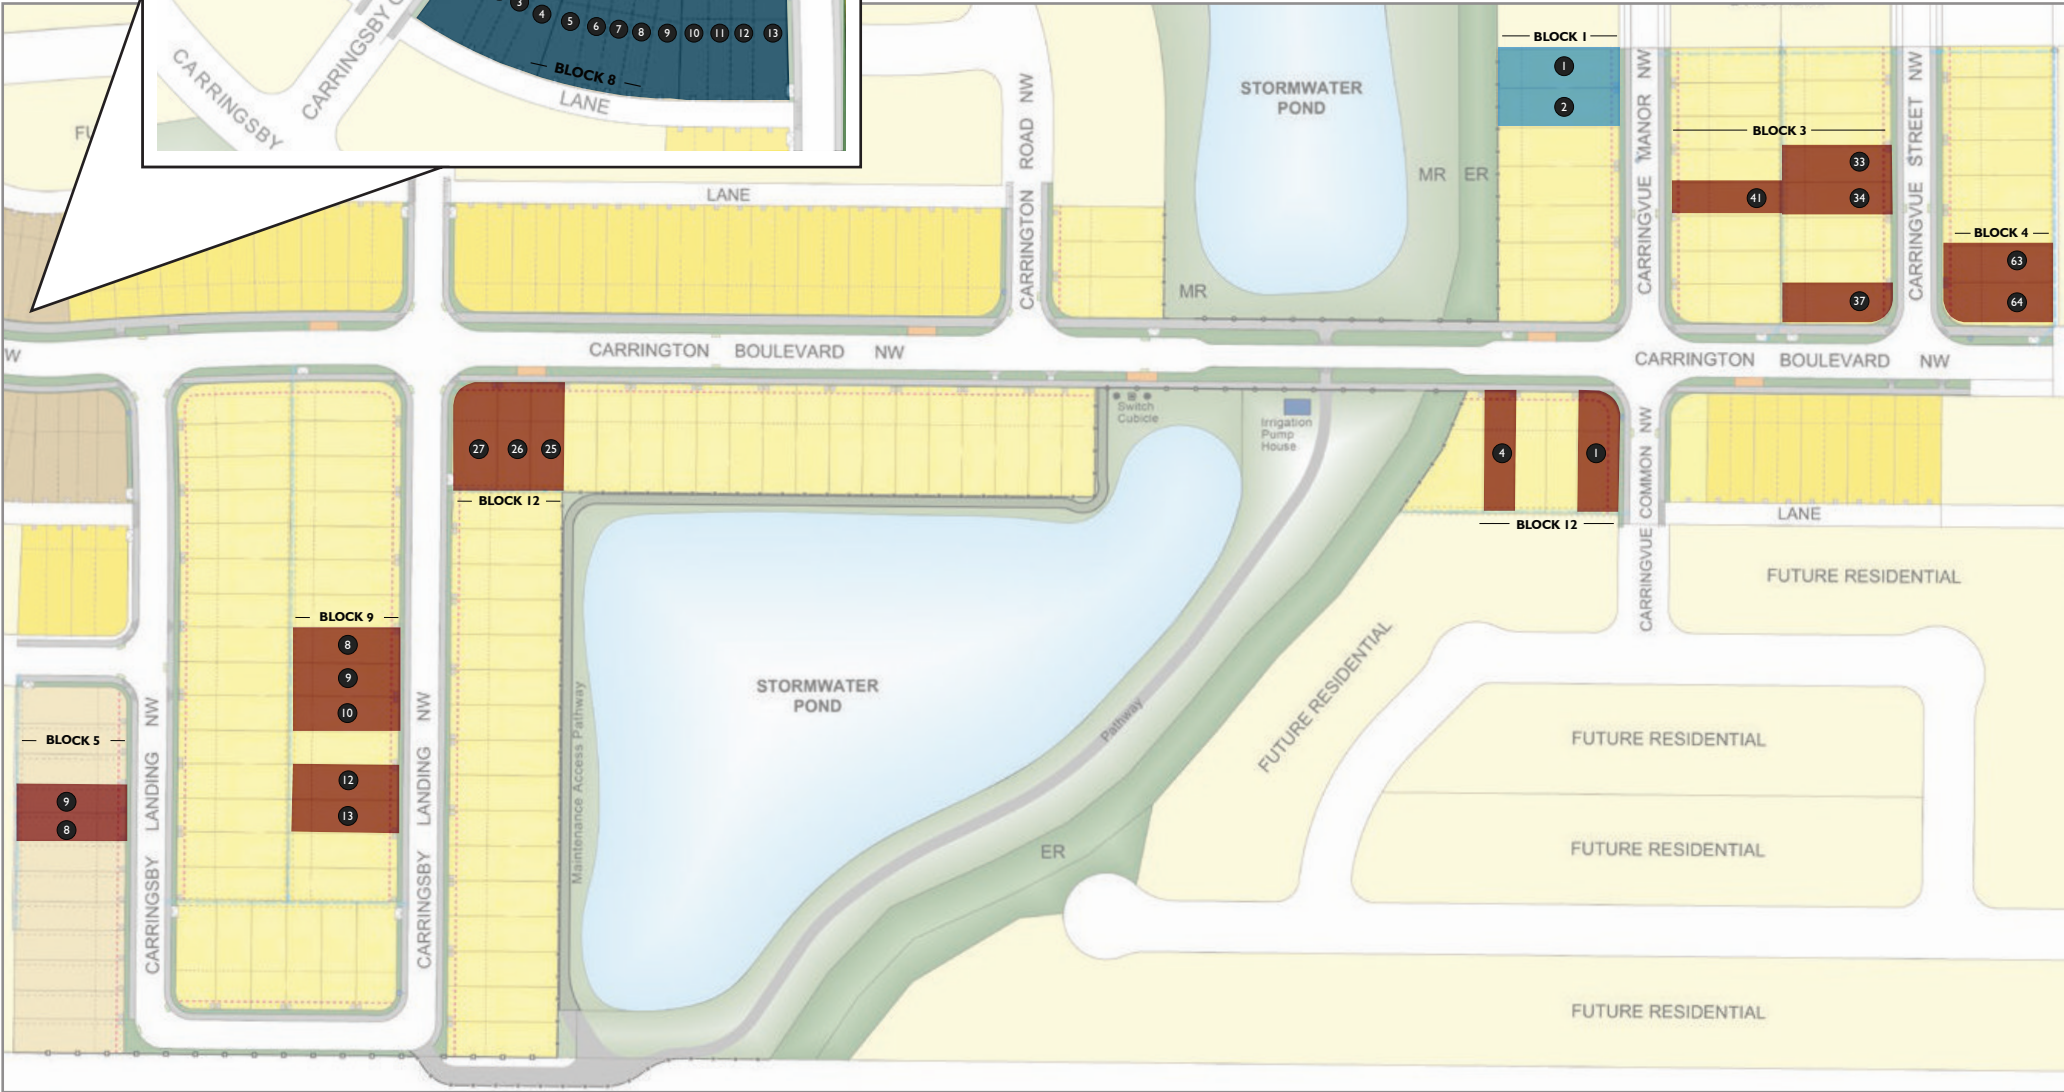 3 4 5 6 7 8 9 10 11 12 13
BLOCK 8
LANE
CARRINGSBY
CARRINGSBY
FU
LANE
CARRINGTON ROAD NW
STORMWATER
POND
MR
MR ER
BLOCK 1
1
2
CARRINGVUE MANOR NW
BLOCK 3
33
41 34
37
CARRINGVUE STREET NW
BLOCK 4
63
64
W
CARRINGTON BOULEVARD NW
CARRINGTON BOULEVARD NW
27 26 25
BLOCK 12
Switch
Cubicle
Irrigation
Pump
House
4 1
BLOCK 12
CARRINGVUE COMMON NW
LANE
FUTURE RESIDENTIAL
BLOCK 9
8
9
10
12
13
BLOCK 5
9
8
CARRINGSBY LANDING NW
CARRINGSBY LANDING NW
Maintenance Access Pathway
STORMWATER
POND
Pathway
ER
FUTURE RESIDENTIAL
FUTURE RESIDENTIAL
FUTURE RESIDENTIAL
FUTURE RESIDENTIAL